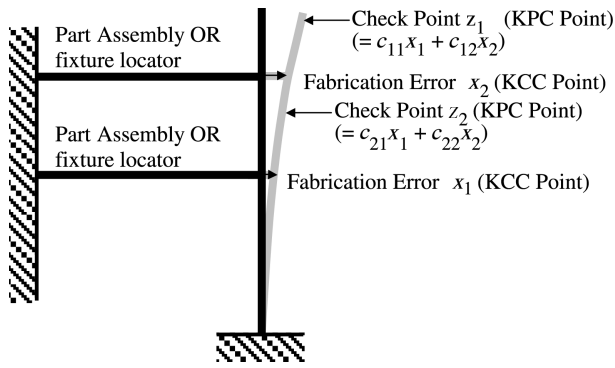 Part Assembly OR
fixture locator
Check Point z₁ (KPC Point)
(= c₁₁x₁ + c₁₂x₂)
Fabrication Error x₂ (KCC Point)
Check Point z₂ (KPC Point)
(= c₂₁x₁ + c₂₂x₂)
Part Assembly OR
fixture locator
Fabrication Error x₁ (KCC Point)